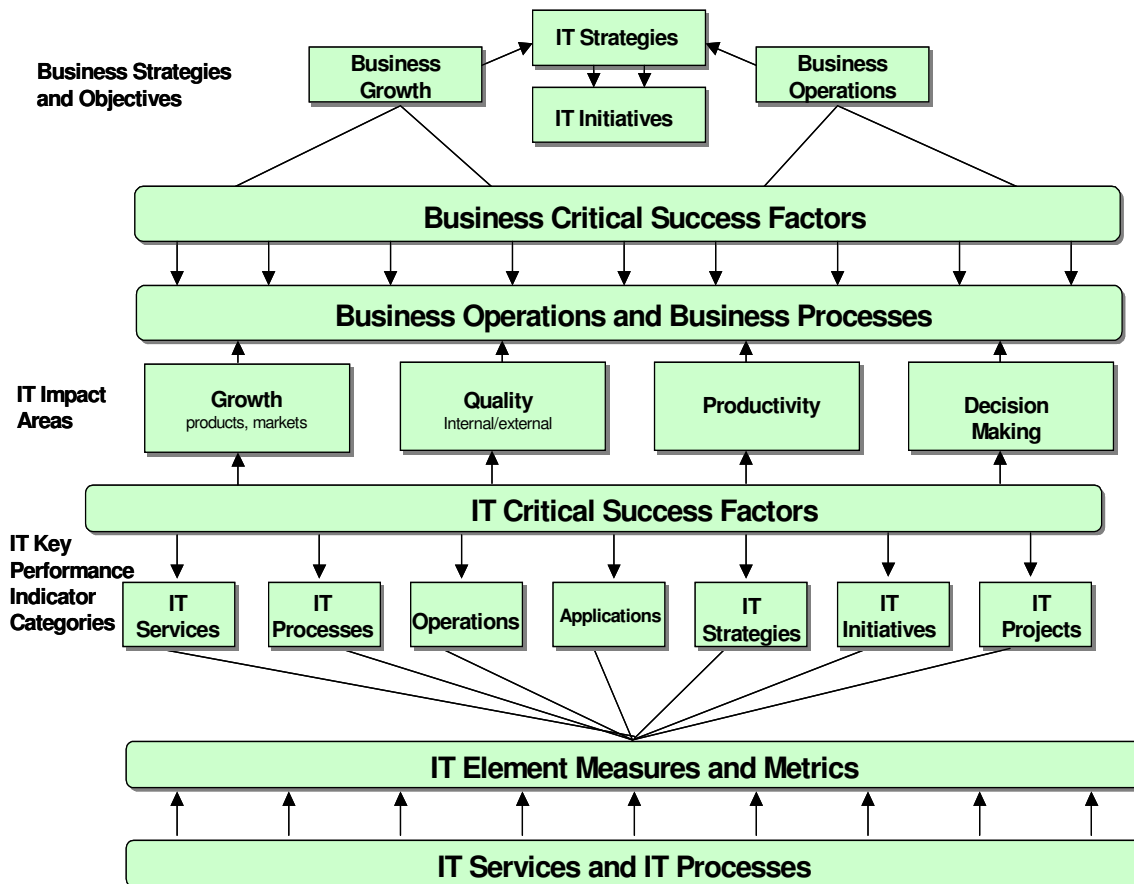 IT Strategies
Business Strategies
and Objectives
Business
Growth
Business
Operations
IT Initiatives
Business Critical Success Factors
Business Operations and Business Processes
IT Impact
Areas
Growth
products, markets
Quality
Internal/external
Productivity
Decision
Making
IT Critical Success Factors
IT Key
Performance
Indicator
Categories
IT
Services
IT
Processes
Operations
Applications
IT
Strategies
IT
Initiatives
IT
Projects
IT Element Measures and Metrics
IT Services and IT Processes